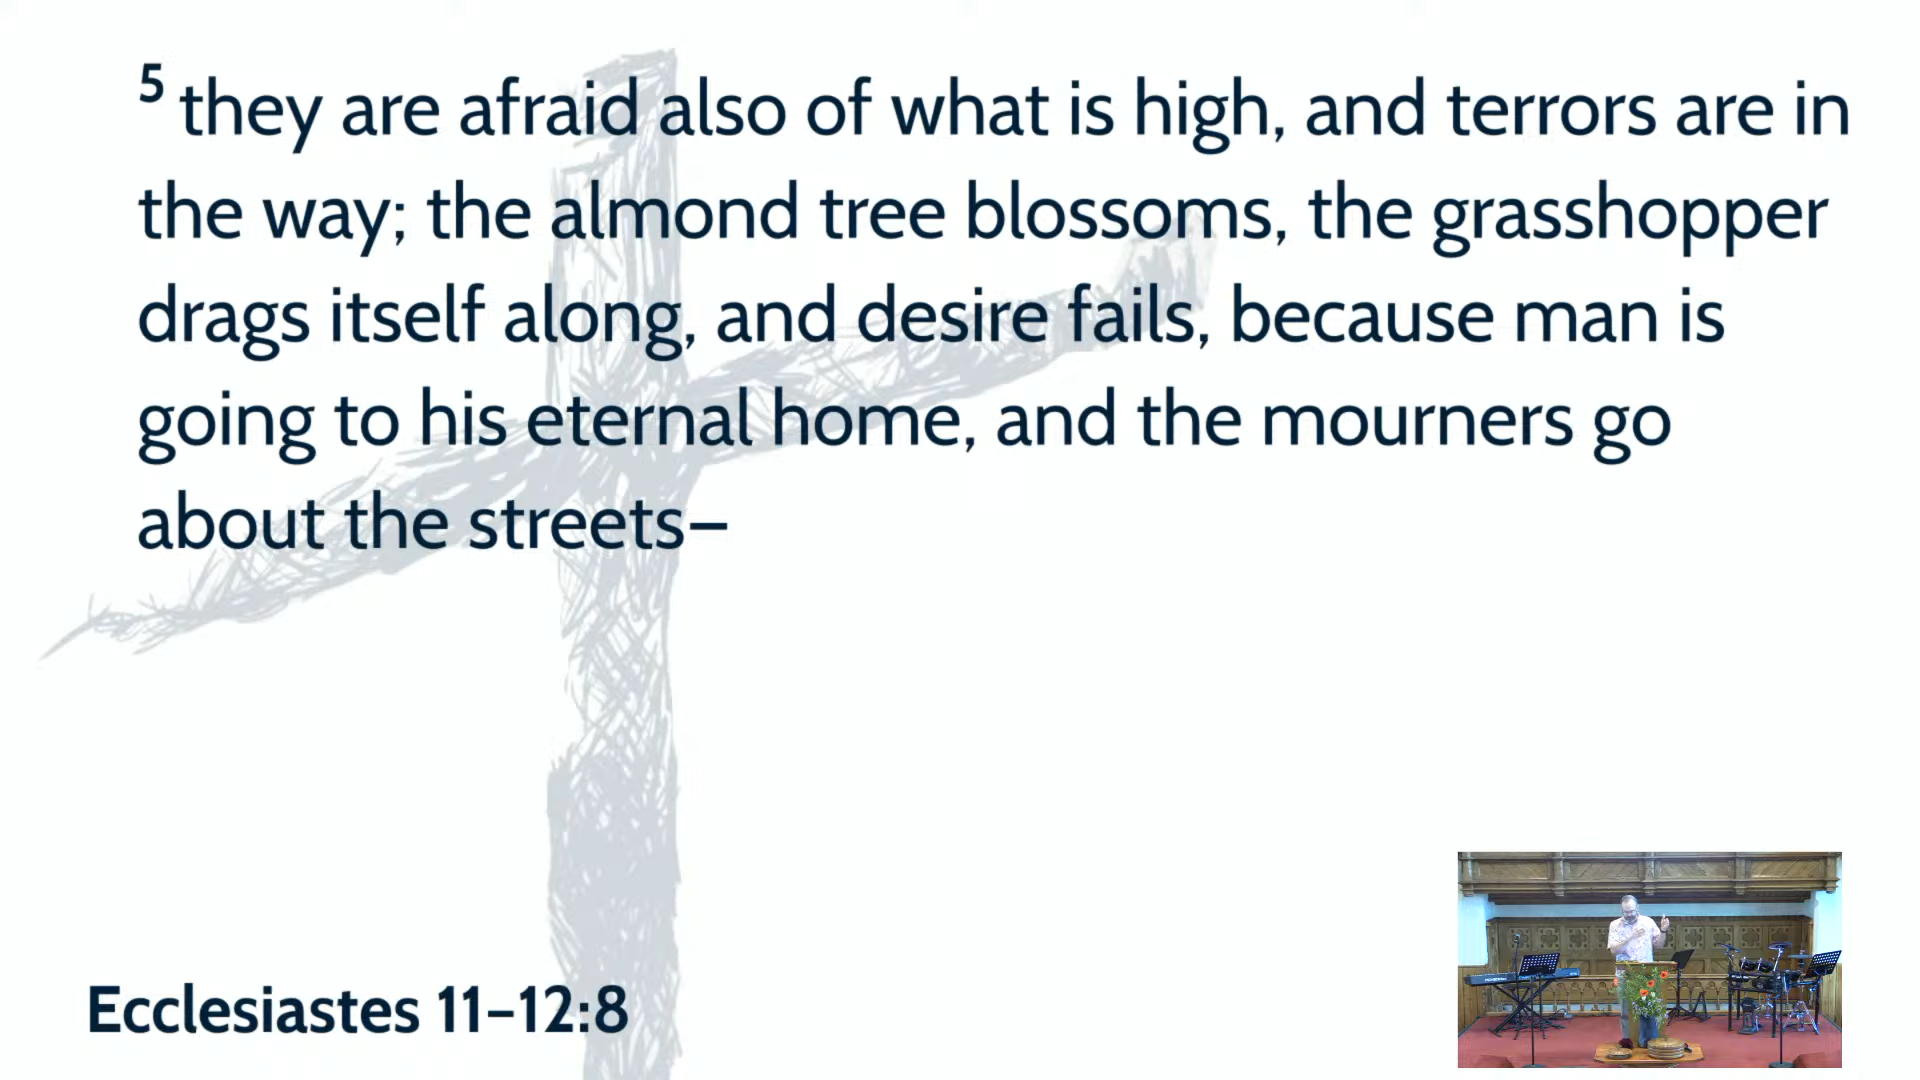 5 they are afraid also of what is high, and terrors are in
the way; the almond tree blossoms, the grasshopper
drags itself along, and desire fails, because man is
going to his eternal home, and the mourners go
about the streets—
Ecclesiastes 11–12:8